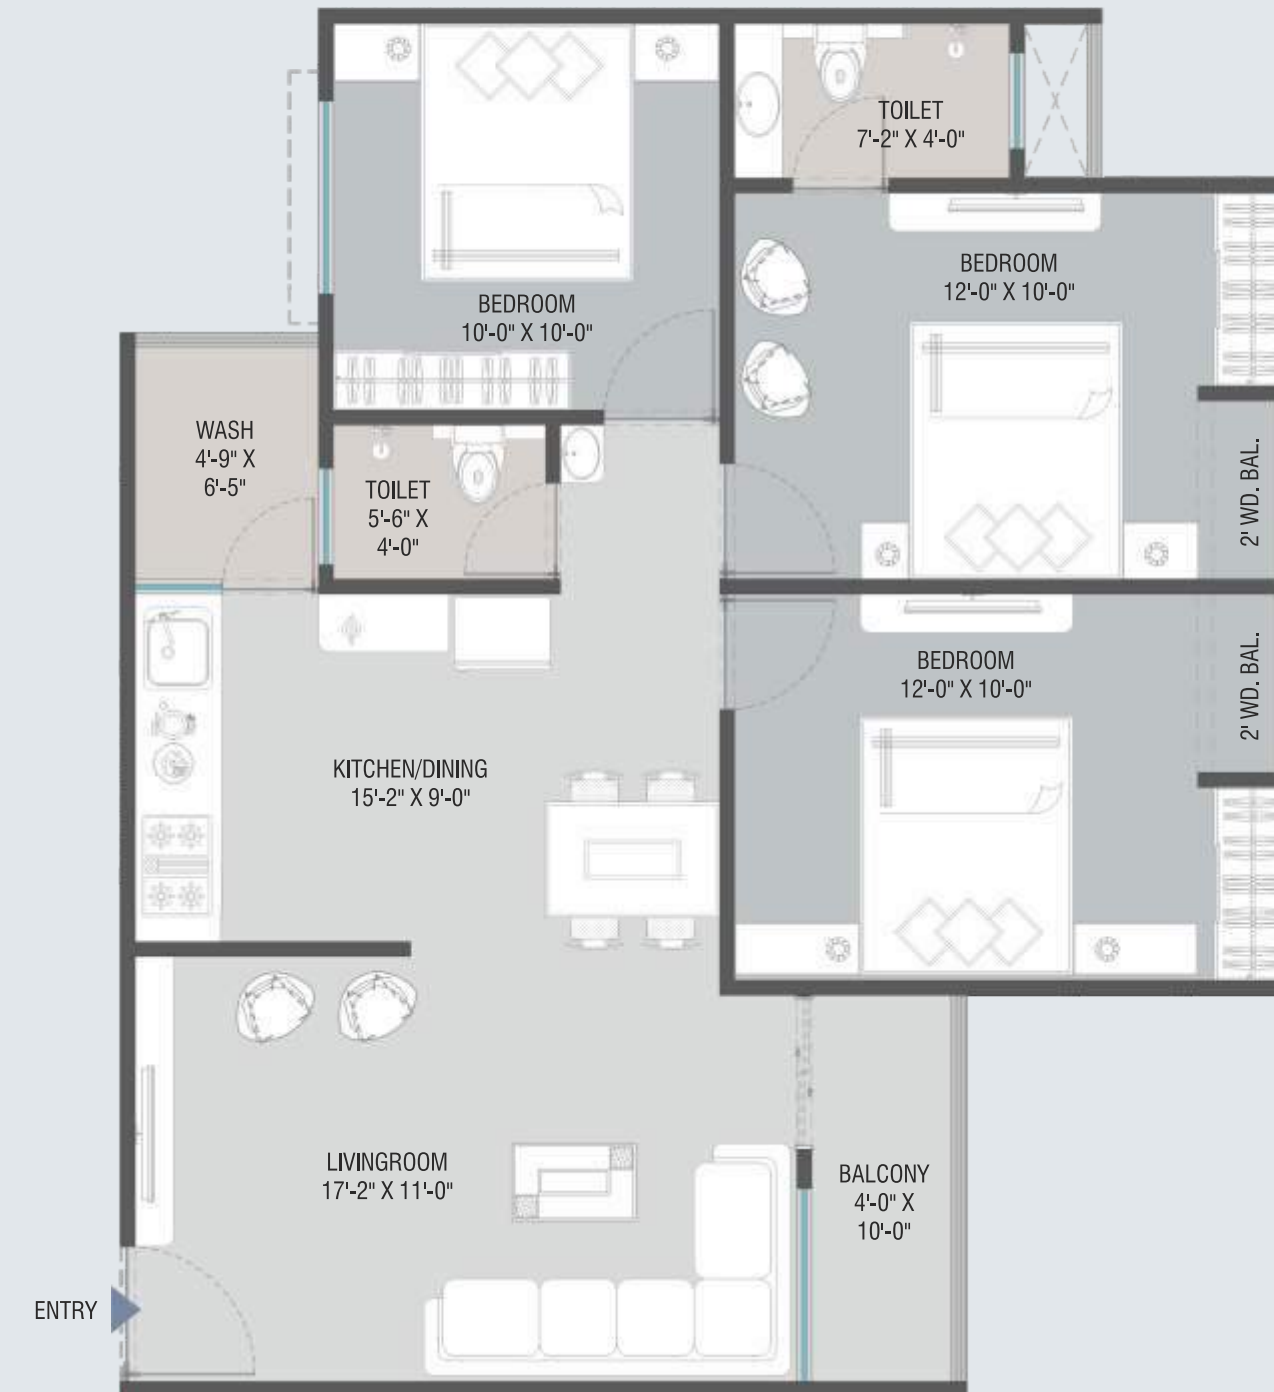 TOILET
7'-2" X 4'-0"
BEDROOM
12'-0" X 10'-0"
BEDROOM
10'-0" X 10'-0"
WASH
4'-9" X
6'-5"
TOILET
5'-6" X
4'-0"
2' WD. BAL.
2' WD. BAL.
BEDROOM
12'-0" X 10'-0"
KITCHEN/DINING
15'-2" X 9'-0"
LIVINGROOM
17'-2" X 11'-0"
BALCONY
4'-0" X
10'-0"
ENTRY